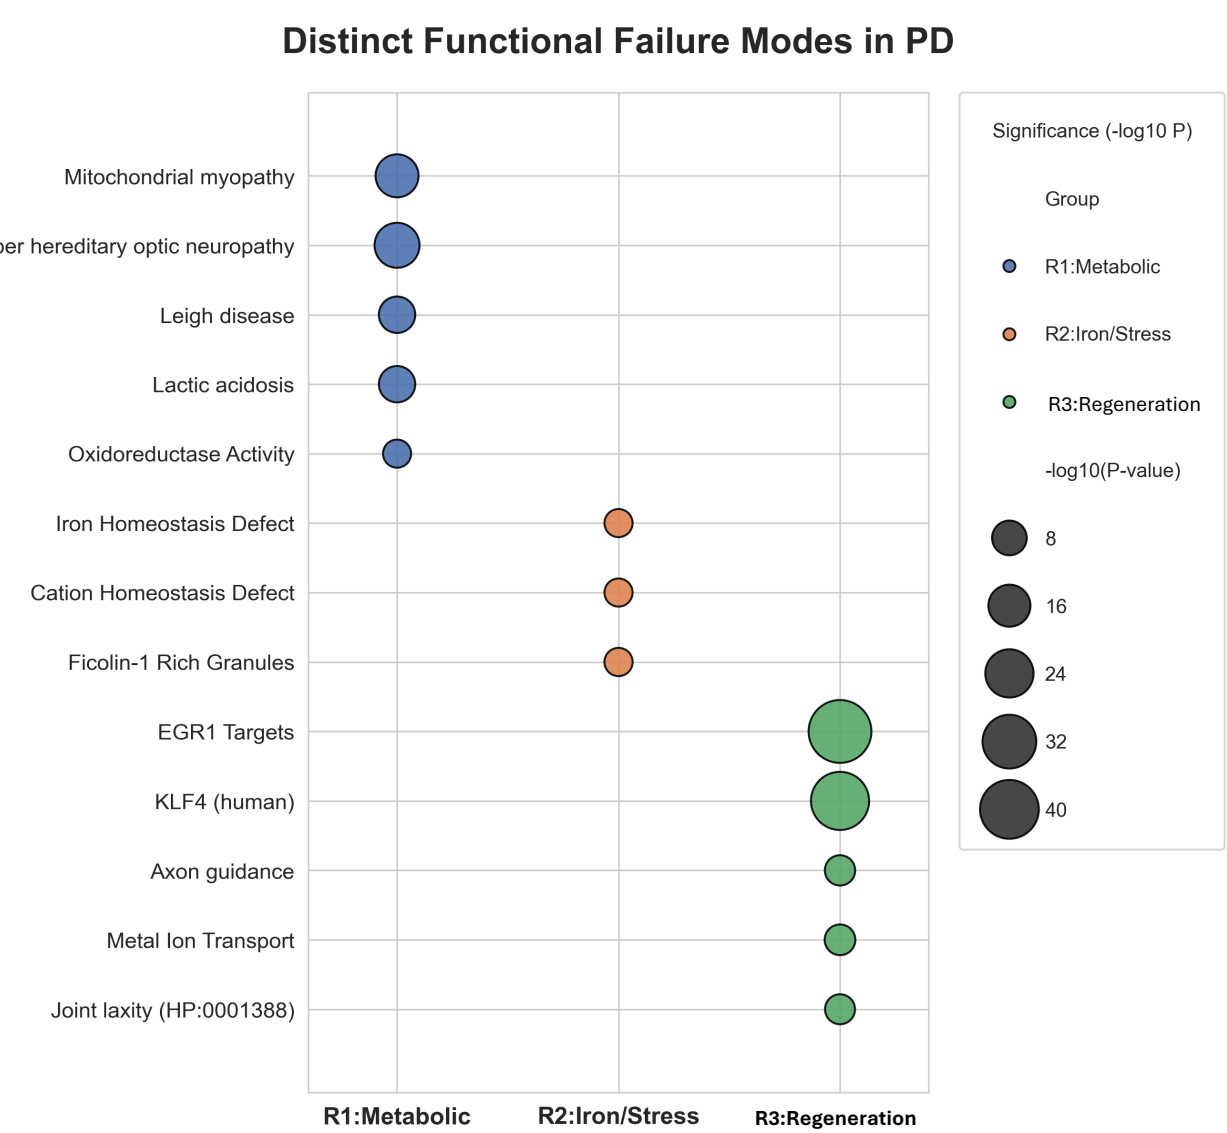 Distinct Functional Failure Modes in PD
Mitochondrial myopathy
hereditary optic neuropathy
Leigh disease
Lactic acidosis
Oxidoreductase Activity
Iron Homeostasis Defect
Cation Homeostasis Defect
Ficolin-1 Rich Granules
EGR1 Targets
KLF4 (human)
Axon guidance
Metal Ion Transport
Joint laxity (HP:0001388)
R1:Metabolic
R2:Iron/Stress
R3:Regeneration
Significance (-log10 P)
Group
R1:Metabolic
R2:Iron/Stress
R3:Regeneration
-log10(P-value)
8
16
24
32
40